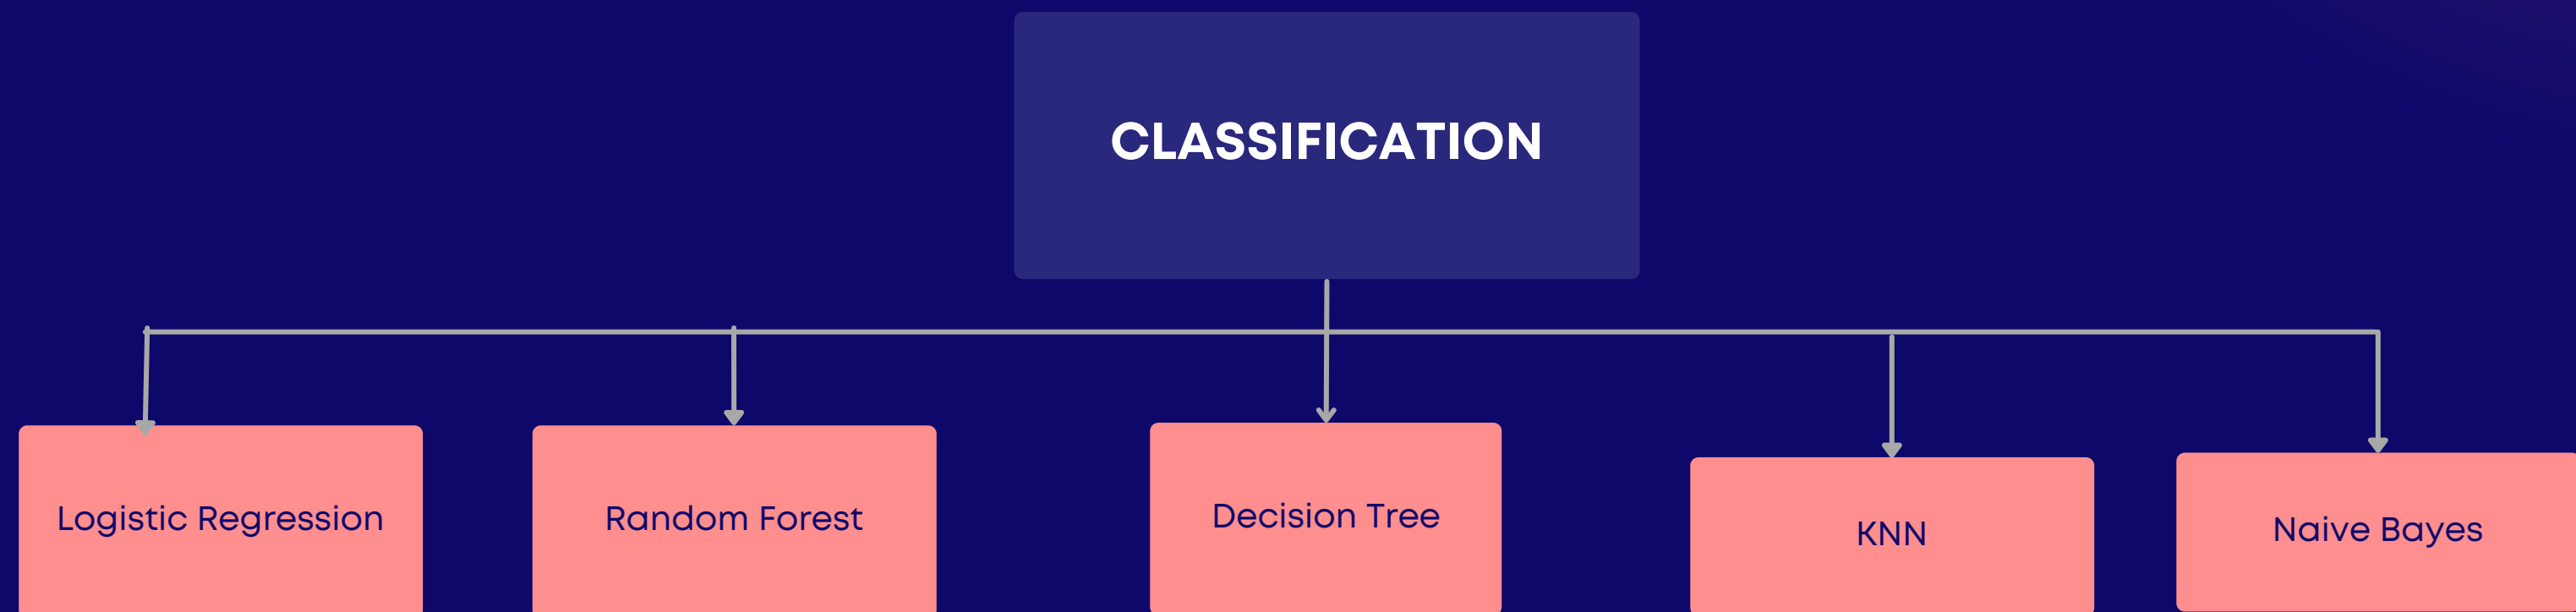 CLASSIFICATION
Logistic Regression
Random Forest
Decision Tree
KNN
Naive Bayes